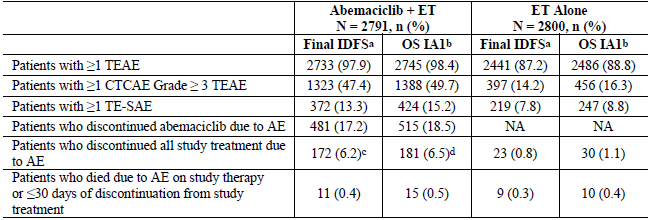 Abemaciclib + ET ET Alone
N = 2791, n (%) N = 2800, n (%)
Final IDFSᵃ OS IA1ᵇ Final IDFSᵃ OS IA1ᵇ
Patients with ≥1 TEAE 2733 (97.9) 2745 (98.4) 2441 (87.2) 2486 (88.8)
Patients with ≥1 CTCAE Grade ≥ 3 TEAE 1323 (47.4) 1388 (49.7) 397 (14.2) 456 (16.3)
Patients with ≥1 TE-SAE 372 (13.3) 424 (15.2) 219 (7.8) 247 (8.8)
Patients who discontinued abemaciclib due to AE 481 (17.2) 515 (18.5) NA NA
Patients who discontinued all study treatment due
to AE 172 (6.2)ᶜ 181 (6.5)ᵈ 23 (0.8) 30 (1.1)
Patients who died due to AE on study therapy
or ≤30 days of discontinuation from study
treatment 11 (0.4) 15 (0.5) 9 (0.3) 10 (0.4)